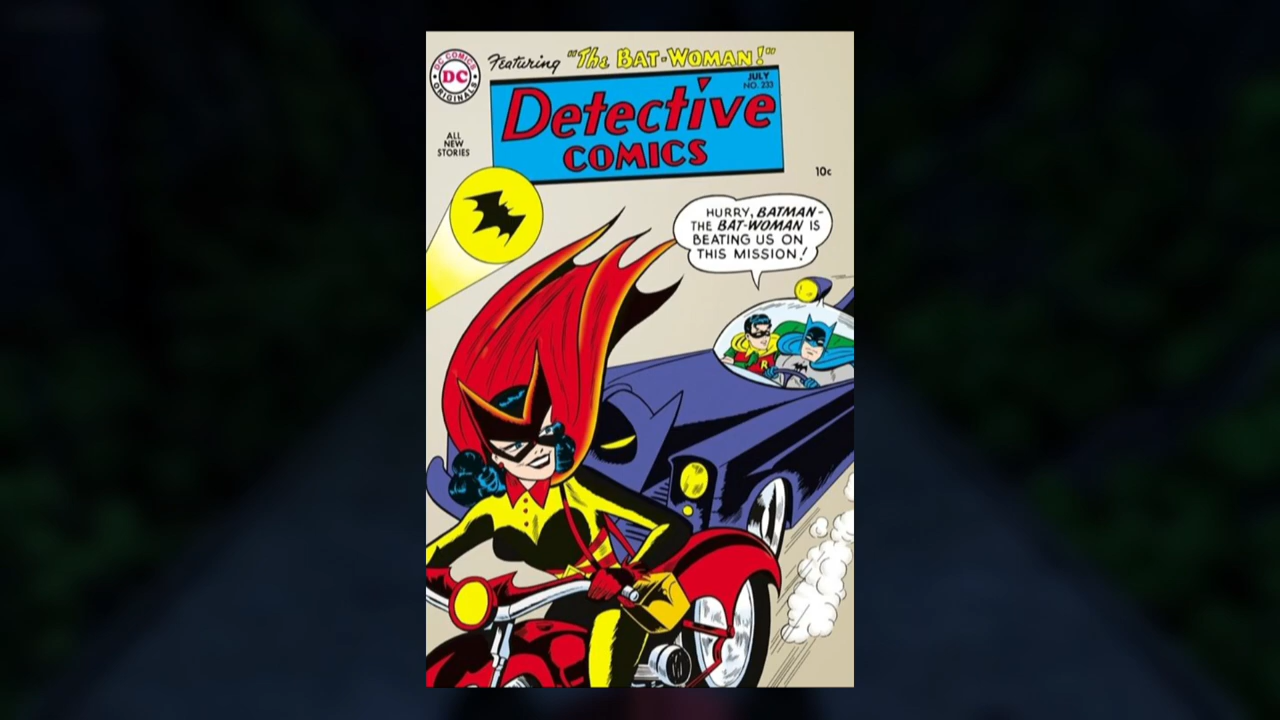 Featuring "The BAT-WOMAN!"
DC COMICS
DC
ORIGINALS
JULY
NO. 233
Detective
COMICS
ALL
NEW
STORIES
10¢
HURRY, BATMAN-
THE BAT-WOMAN IS
BEATING US ON
THIS MISSION!
R